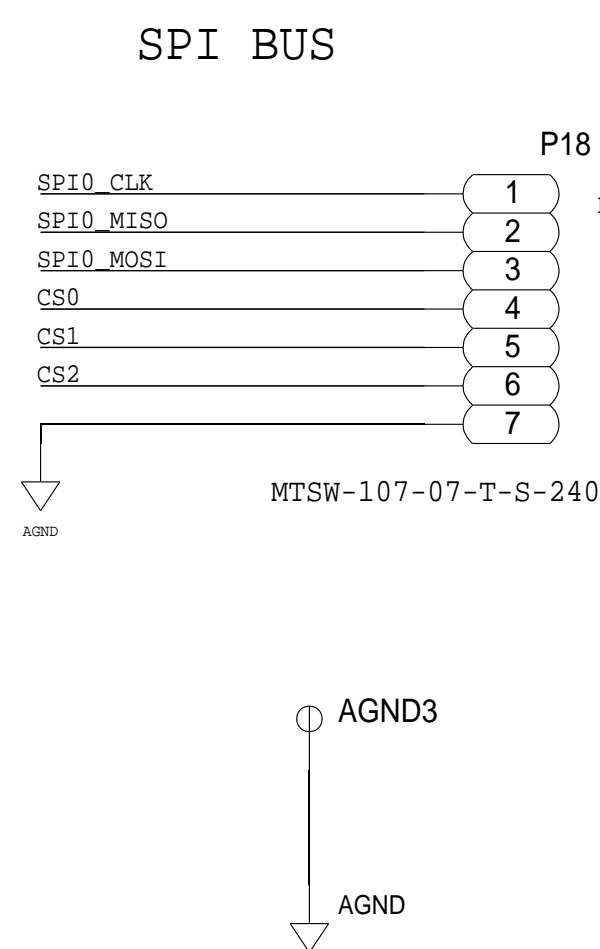 SPI BUS
P18
SPI0_CLK
1
SPI0_MISO
2
SPI0_MOSI
3
CS0
4
CS1
5
CS2
6
7
MTSW-107-07-T-S-240
AGND
AGND3
AGND